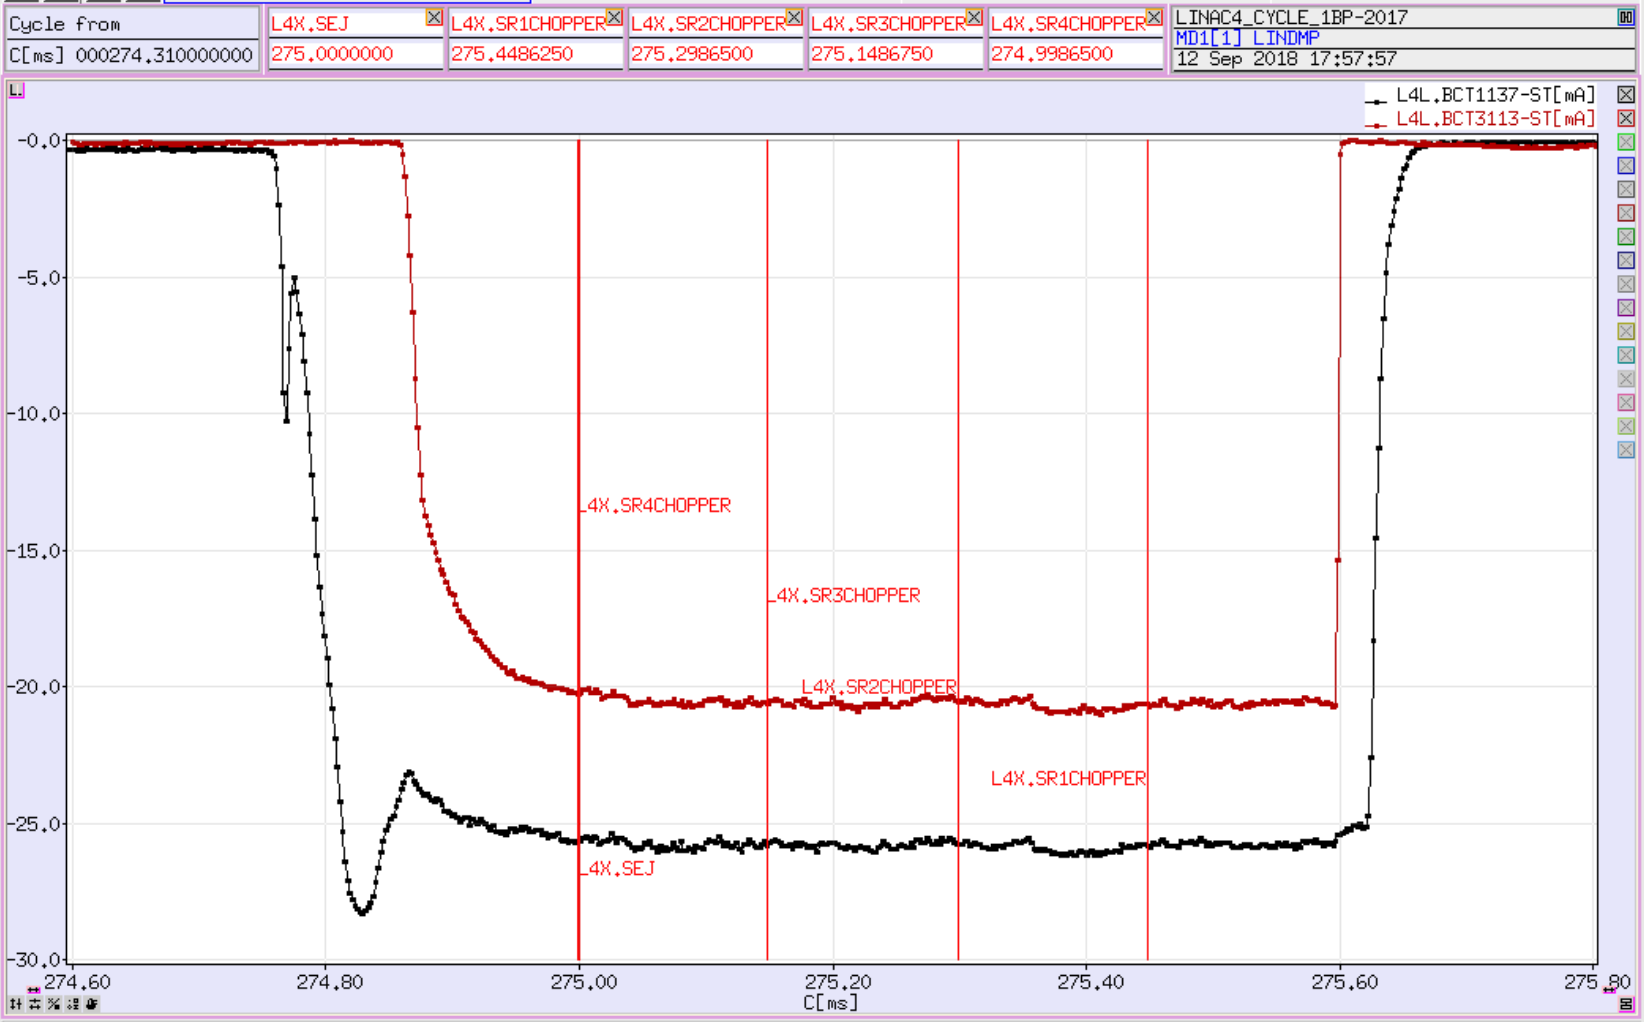 Cycle from
C[ms] 000274.310000000
L4X.SEJ
275.0000000
L4X.SR1CHOPPER
275.4486250
L4X.SR2CHOPPER
275.2986500
L4X.SR3CHOPPER
275.1486750
L4X.SR4CHOPPER
274.9986500
LINAC4_CYCLE_1BP-2017
MD1[1] LINDMP
12 Sep 2018 17:57:57
L.
L4L.BCT1137-ST[mA]
L4L.BCT3113-ST[mA]
-0.0
-5.0
-10.0
-15.0
-20.0
-25.0
-30.0
L4X.SR4CHOPPER
L4X.SR3CHOPPER
L4X.SR2CHOPPER
L4X.SR1CHOPPER
L4X.SEJ
274.60
274.80
275.00
275.20
275.40
275.60
275.80
C[ms]